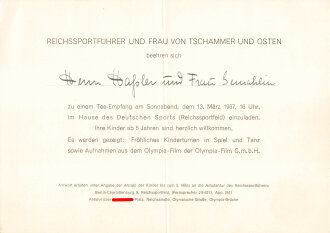 REICHSSPORTFÜHRER UND FRAU VON TSCHAMMER UND OSTEN
beehren sich
Herrn Haßler und Frau Gemahlin
zu einem Tee-Empfang am Sonnabend, dem 13. März 1937, 16 Uhr,
im Hause des Deutschen Sports (Reichssportfeld) einzuladen.
Ihre Kinder ab 5 Jahren sind herzlich willkommen.
Es werden gezeigt: Fröhliches Kinderturnen in Spiel und Tanz
sowie Aufnahmen aus dem Olympia-Film der Olympia-Film G.m.b.H.
Antwort erbeten unter Angabe der Anzahl der Kinder bis zum 5. März an die Adjutantur des Reichssportführers
Berlin-Charlottenburg 9, Reichssportfeld, (Fernsprecher
Platz, Reichsstraße, Olympische Straße, Olympia-Brücke